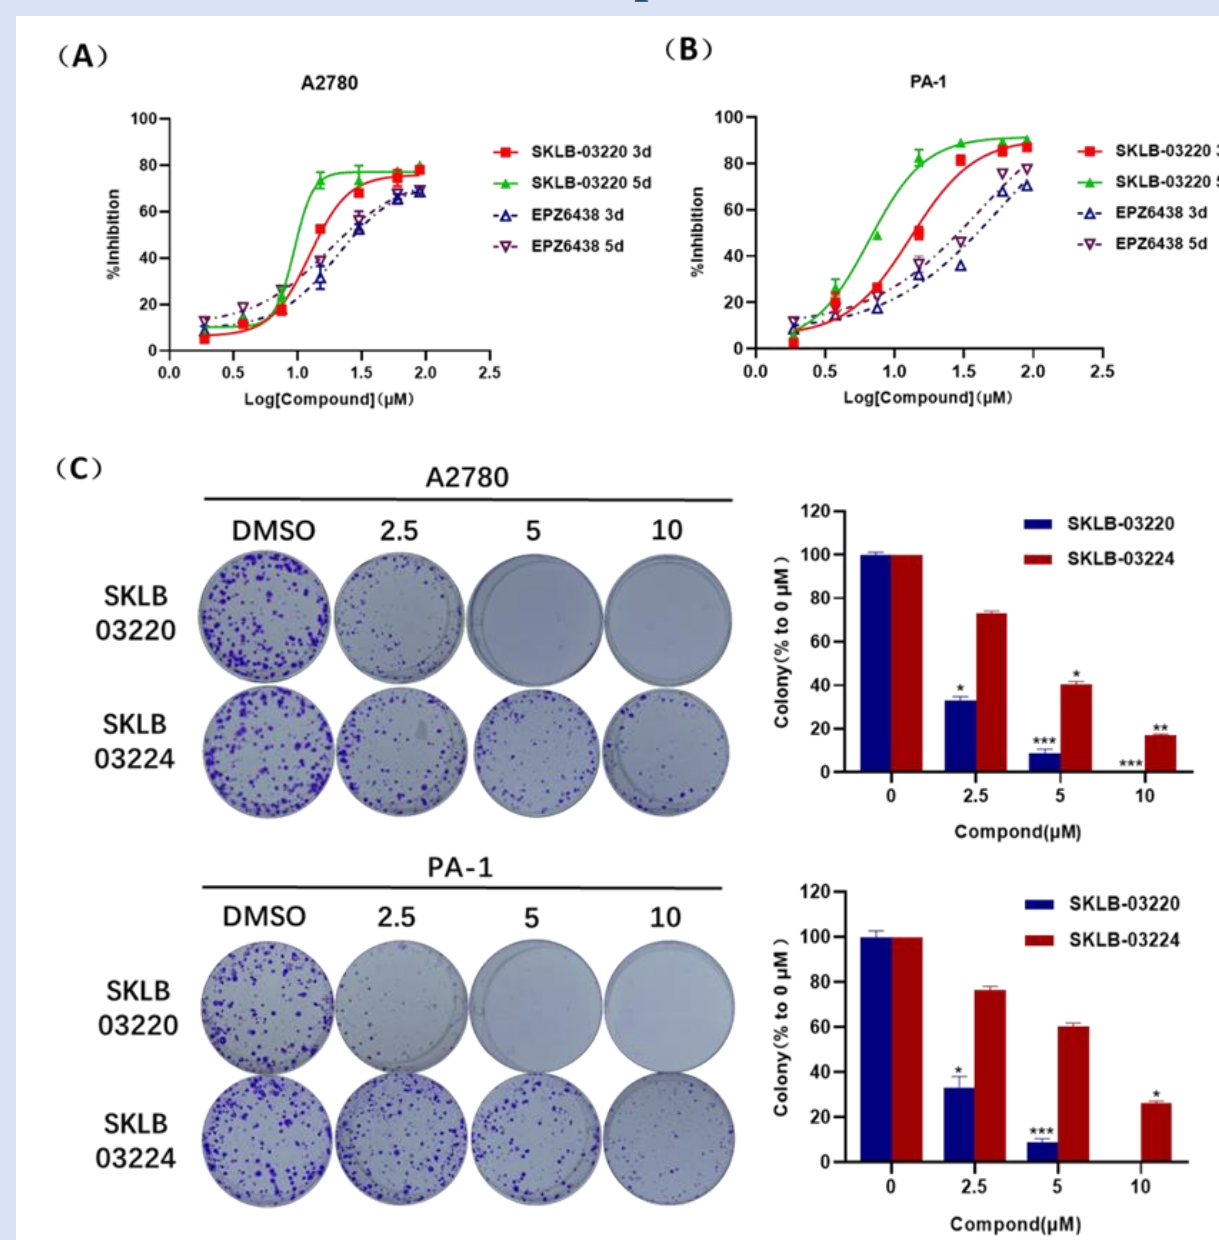 (A)
A2780
100
80
60
40
20
0
%Inhibition
0.0 0.5 1.0 1.5 2.0 2.5
Log[Compound](μM)
SKLB-03220 3d
SKLB-03220 5d
EPZ6438 3d
EPZ6438 5d
(B)
PA-1
100
80
60
40
20
0
%Inhibition
0.0 0.5 1.0 1.5 2.0 2.5
Log[Compound](μM)
SKLB-03220
SKLB-03220
EPZ6438 3d
EPZ6438 5d
(C)
A2780
DMSO 2.5 5 10
SKLB
03220
SKLB
03224
120
100
80
60
40
20
0
Colony(% to 0 μM)
* *** * *** **
0 2.5 5 10
Compond(μM)
SKLB-03220
SKLB-03224
PA-1
DMSO 2.5 5 10
SKLB
03220
SKLB
03224
120
100
80
60
40
20
0
Colony(% to 0 μM)
* *** *
0 2.5 5 10
Compond(μM)
SKLB-03220
SKLB-03224